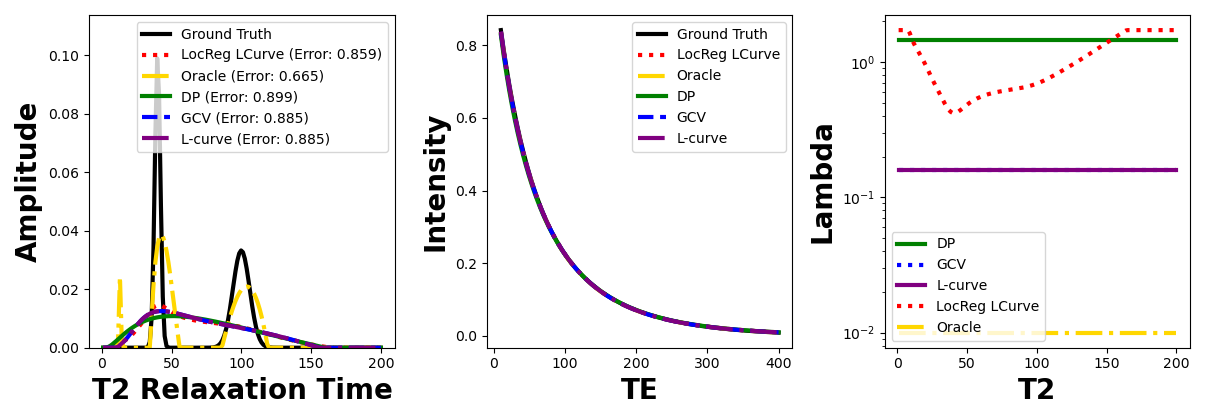 Amplitude
0.10
0.08
0.06
0.04
0.02
0.00
0
50
100
150
200
T2 Relaxation Time
Ground Truth
LocReg LCurve (Error: 0.859)
Oracle (Error: 0.665)
DP (Error: 0.899)
GCV (Error: 0.885)
L-curve (Error: 0.885)
Intensity
0.8
0.6
0.4
0.2
0.0
0
100
200
300
400
TE
Ground Truth
LocReg LCurve
Oracle
DP
GCV
L-curve
Lambda
10⁰
10⁻¹
10⁻²
0
50
100
150
200
T2
DP
GCV
L-curve
LocReg LCurve
Oracle